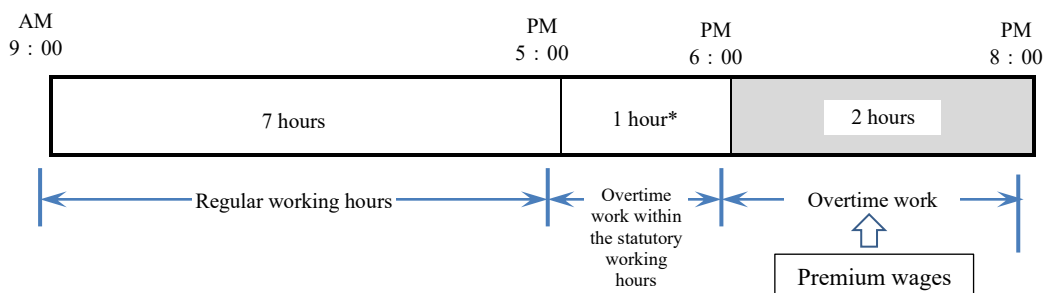 AM
9：00
PM
5：00
PM
6：00
PM
8：00
7 hours
1 hour*
2 hours
Regular working hours
Overtime
work within
the statutory
working
hours
Overtime work
Premium wages